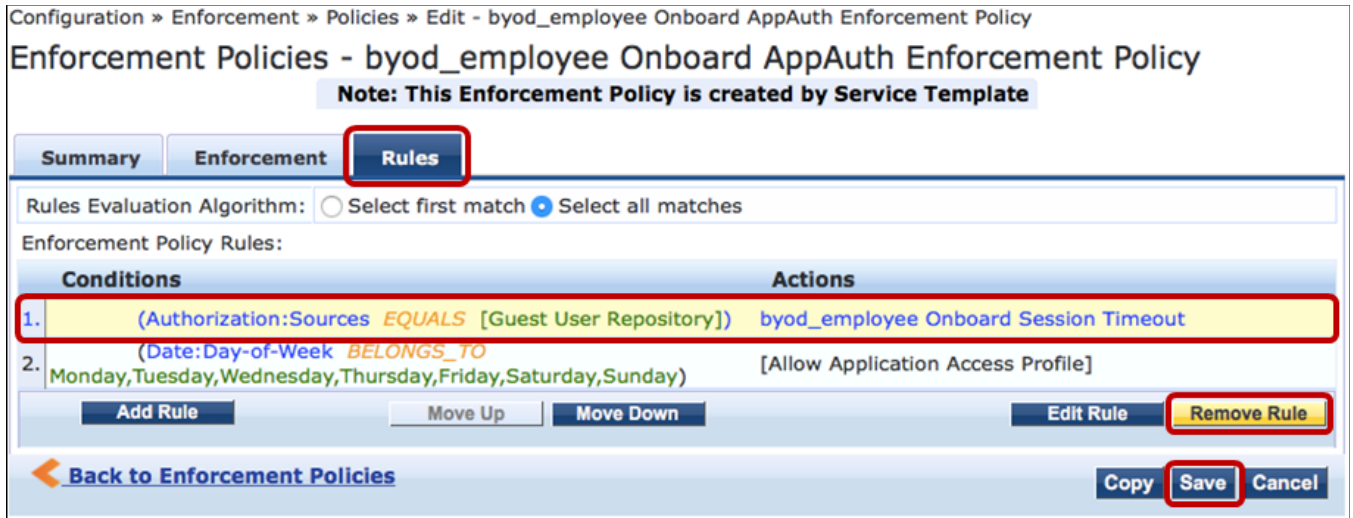 Configuration » Enforcement » Policies » Edit - byod_employee Onboard AppAuth Enforcement Policy
Enforcement Policies - byod_employee Onboard AppAuth Enforcement Policy
Note: This Enforcement Policy is created by Service Template
Summary Enforcement Rules
Rules Evaluation Algorithm: Select first match Select all matches
Enforcement Policy Rules:
Conditions Actions
1. (Authorization:Sources EQUALS [Guest User Repository]) byod_employee Onboard Session Timeout
2. (Date:Day-of-Week BELONGS_TO
Monday,Tuesday,Wednesday,Thursday,Friday,Saturday,Sunday) [Allow Application Access Profile]
Add Rule Move Up Move Down Edit Rule Remove Rule
Back to Enforcement Policies
Copy Save Cancel